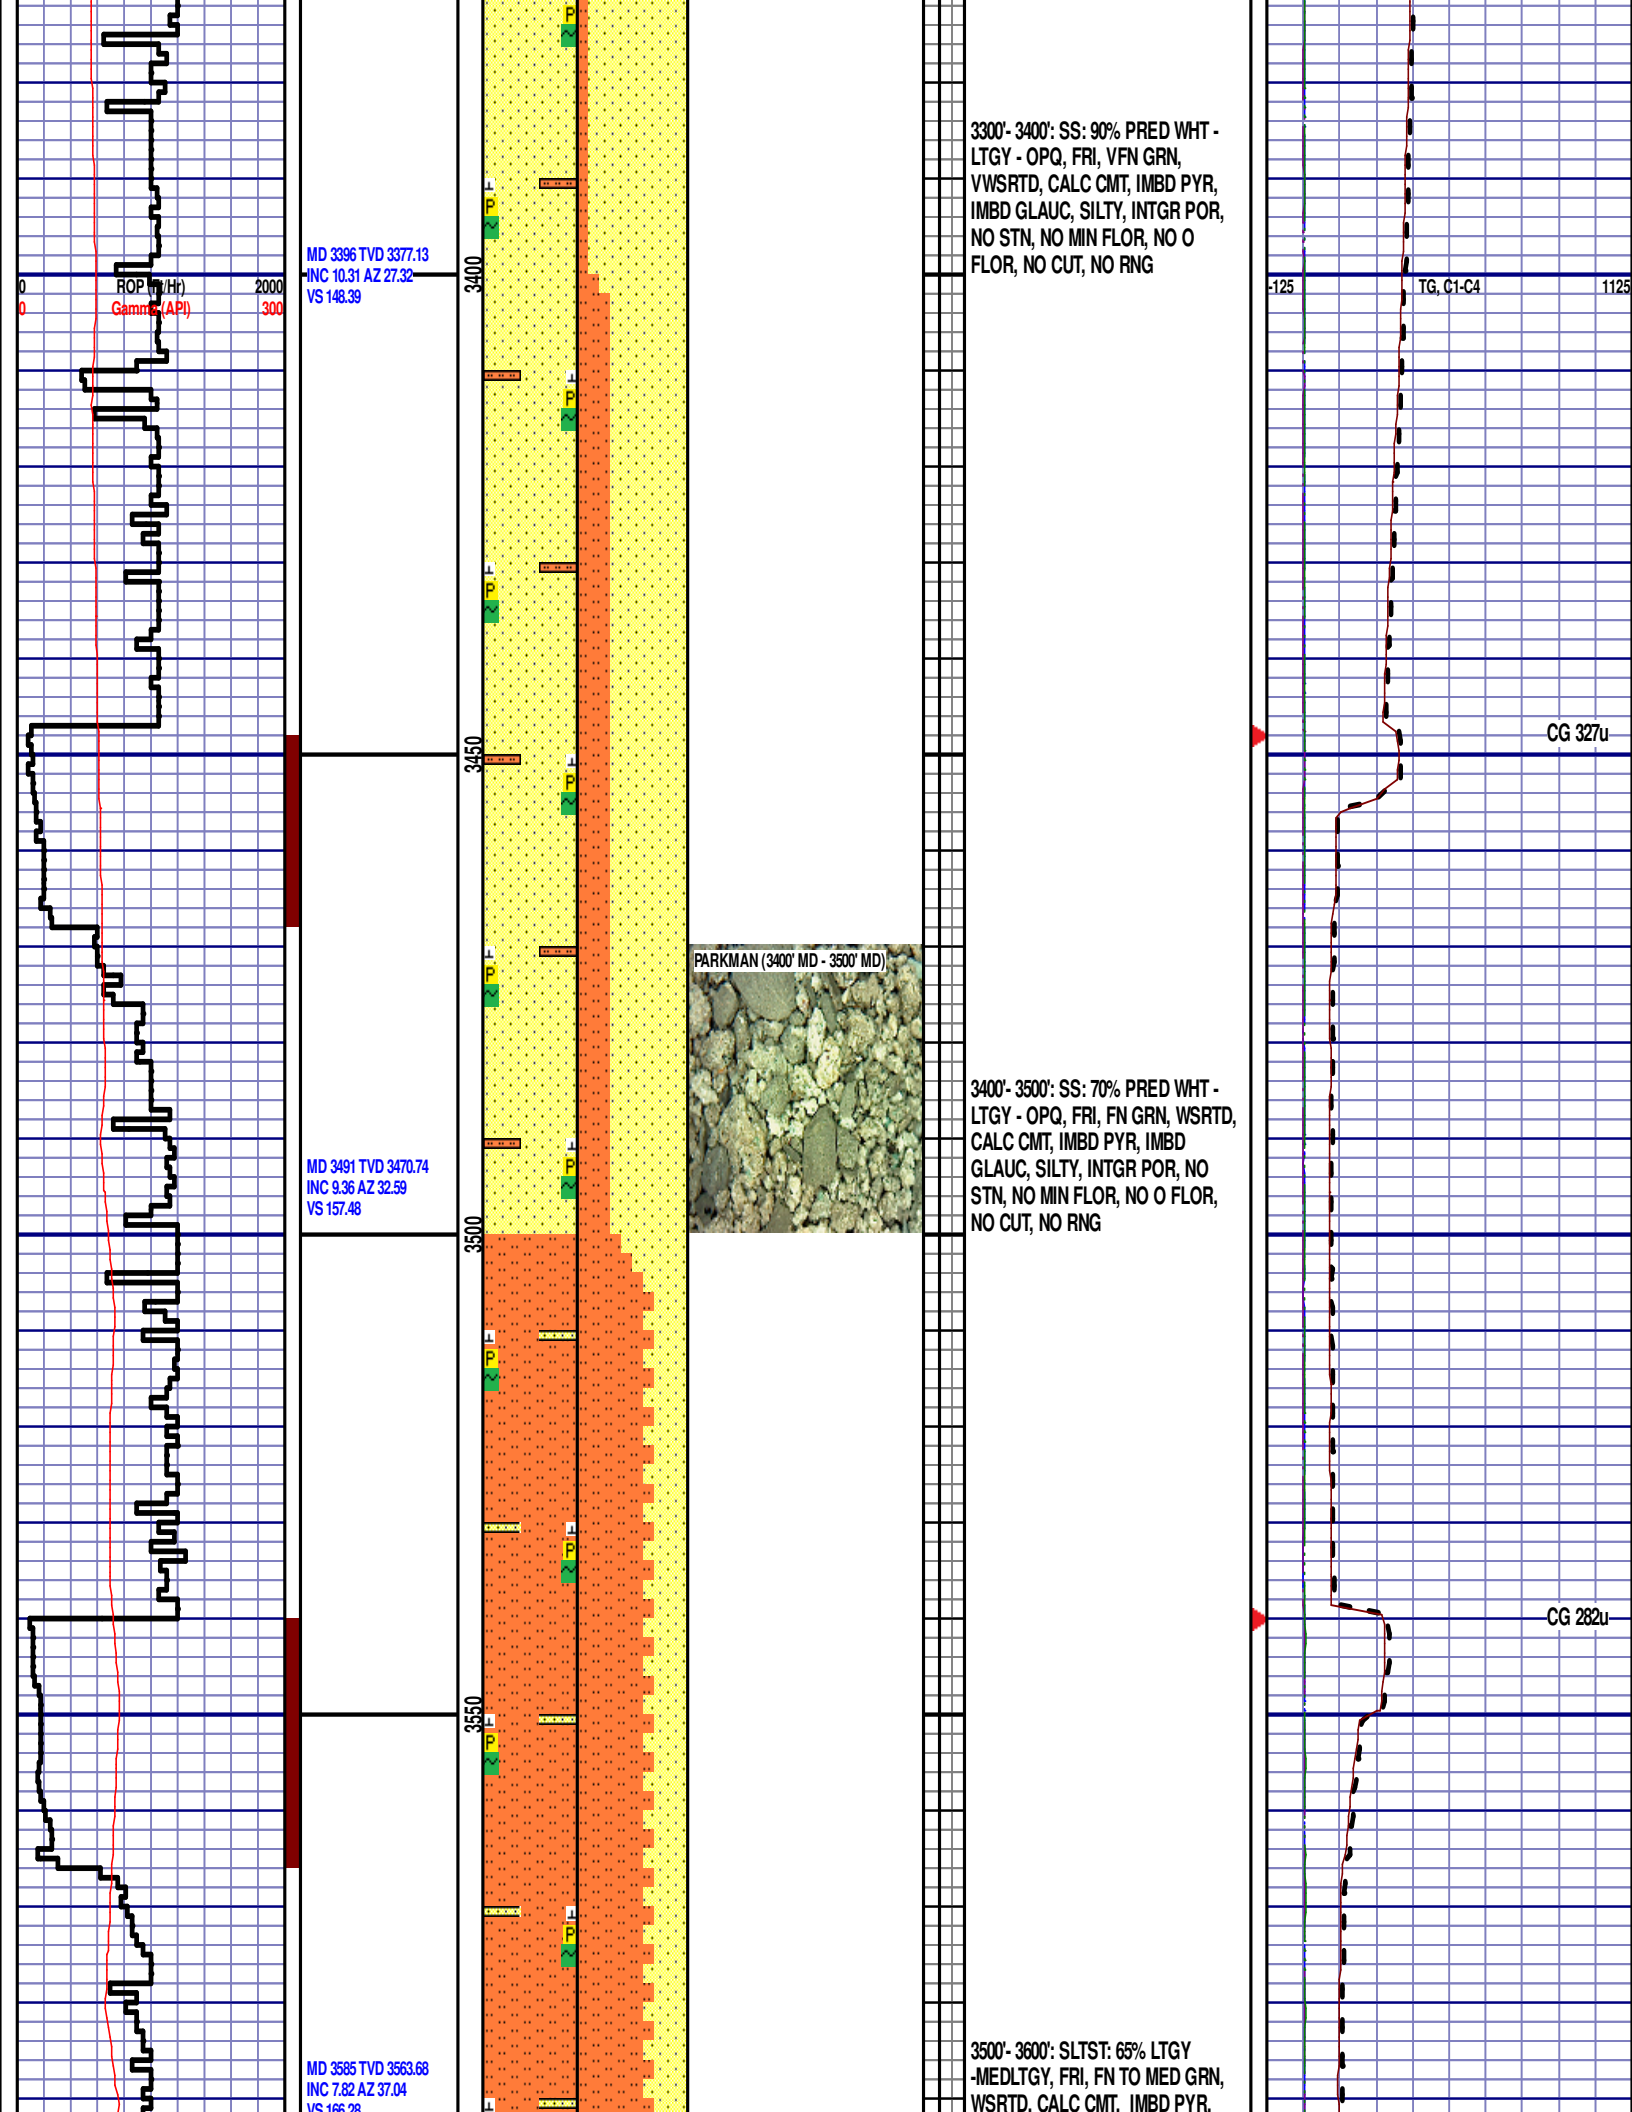 P
3300'- 3400': SS: 90% PRED WHT -
LTGY - OPQ, FRI, VFN GRN,
VWSRTD, CALC CMT, IMBD PYR,
IMBD GLAUC, SILTY, INTGR POR,
NO STN, NO MIN FLOR, NO O
FLOR, NO CUT, NO RNG
P
MD 3396 TVD 3377.13
INC 10.31 AZ 27.32
VS 148.39
3400
0 ROP (ft/Hr) 2000
0 Gamma (API) 300
-125 TG, C1-C4 1125
P
P
CG 327u
3450
P
PARKMAN (3400' MD - 3500' MD)
P
3400'- 3500': SS: 70% PRED WHT -
LTGY - OPQ, FRI, FN GRN, WSRTD,
CALC CMT, IMBD PYR, IMBD
GLAUC, SILTY, INTGR POR, NO
STN, NO MIN FLOR, NO O FLOR,
NO CUT, NO RNG
P
MD 3491 TVD 3470.74
INC 9.36 AZ 32.59
VS 157.48
3500
P
P
CG 282u
3550
P
P
3500'- 3600': SLTST: 65% LTGY
-MEDLTGY, FRI, FN TO MED GRN,
WSRTD, CALC CMT, IMBD PYR,
MD 3585 TVD 3563.68
INC 7.82 AZ 37.04
VS 166.28